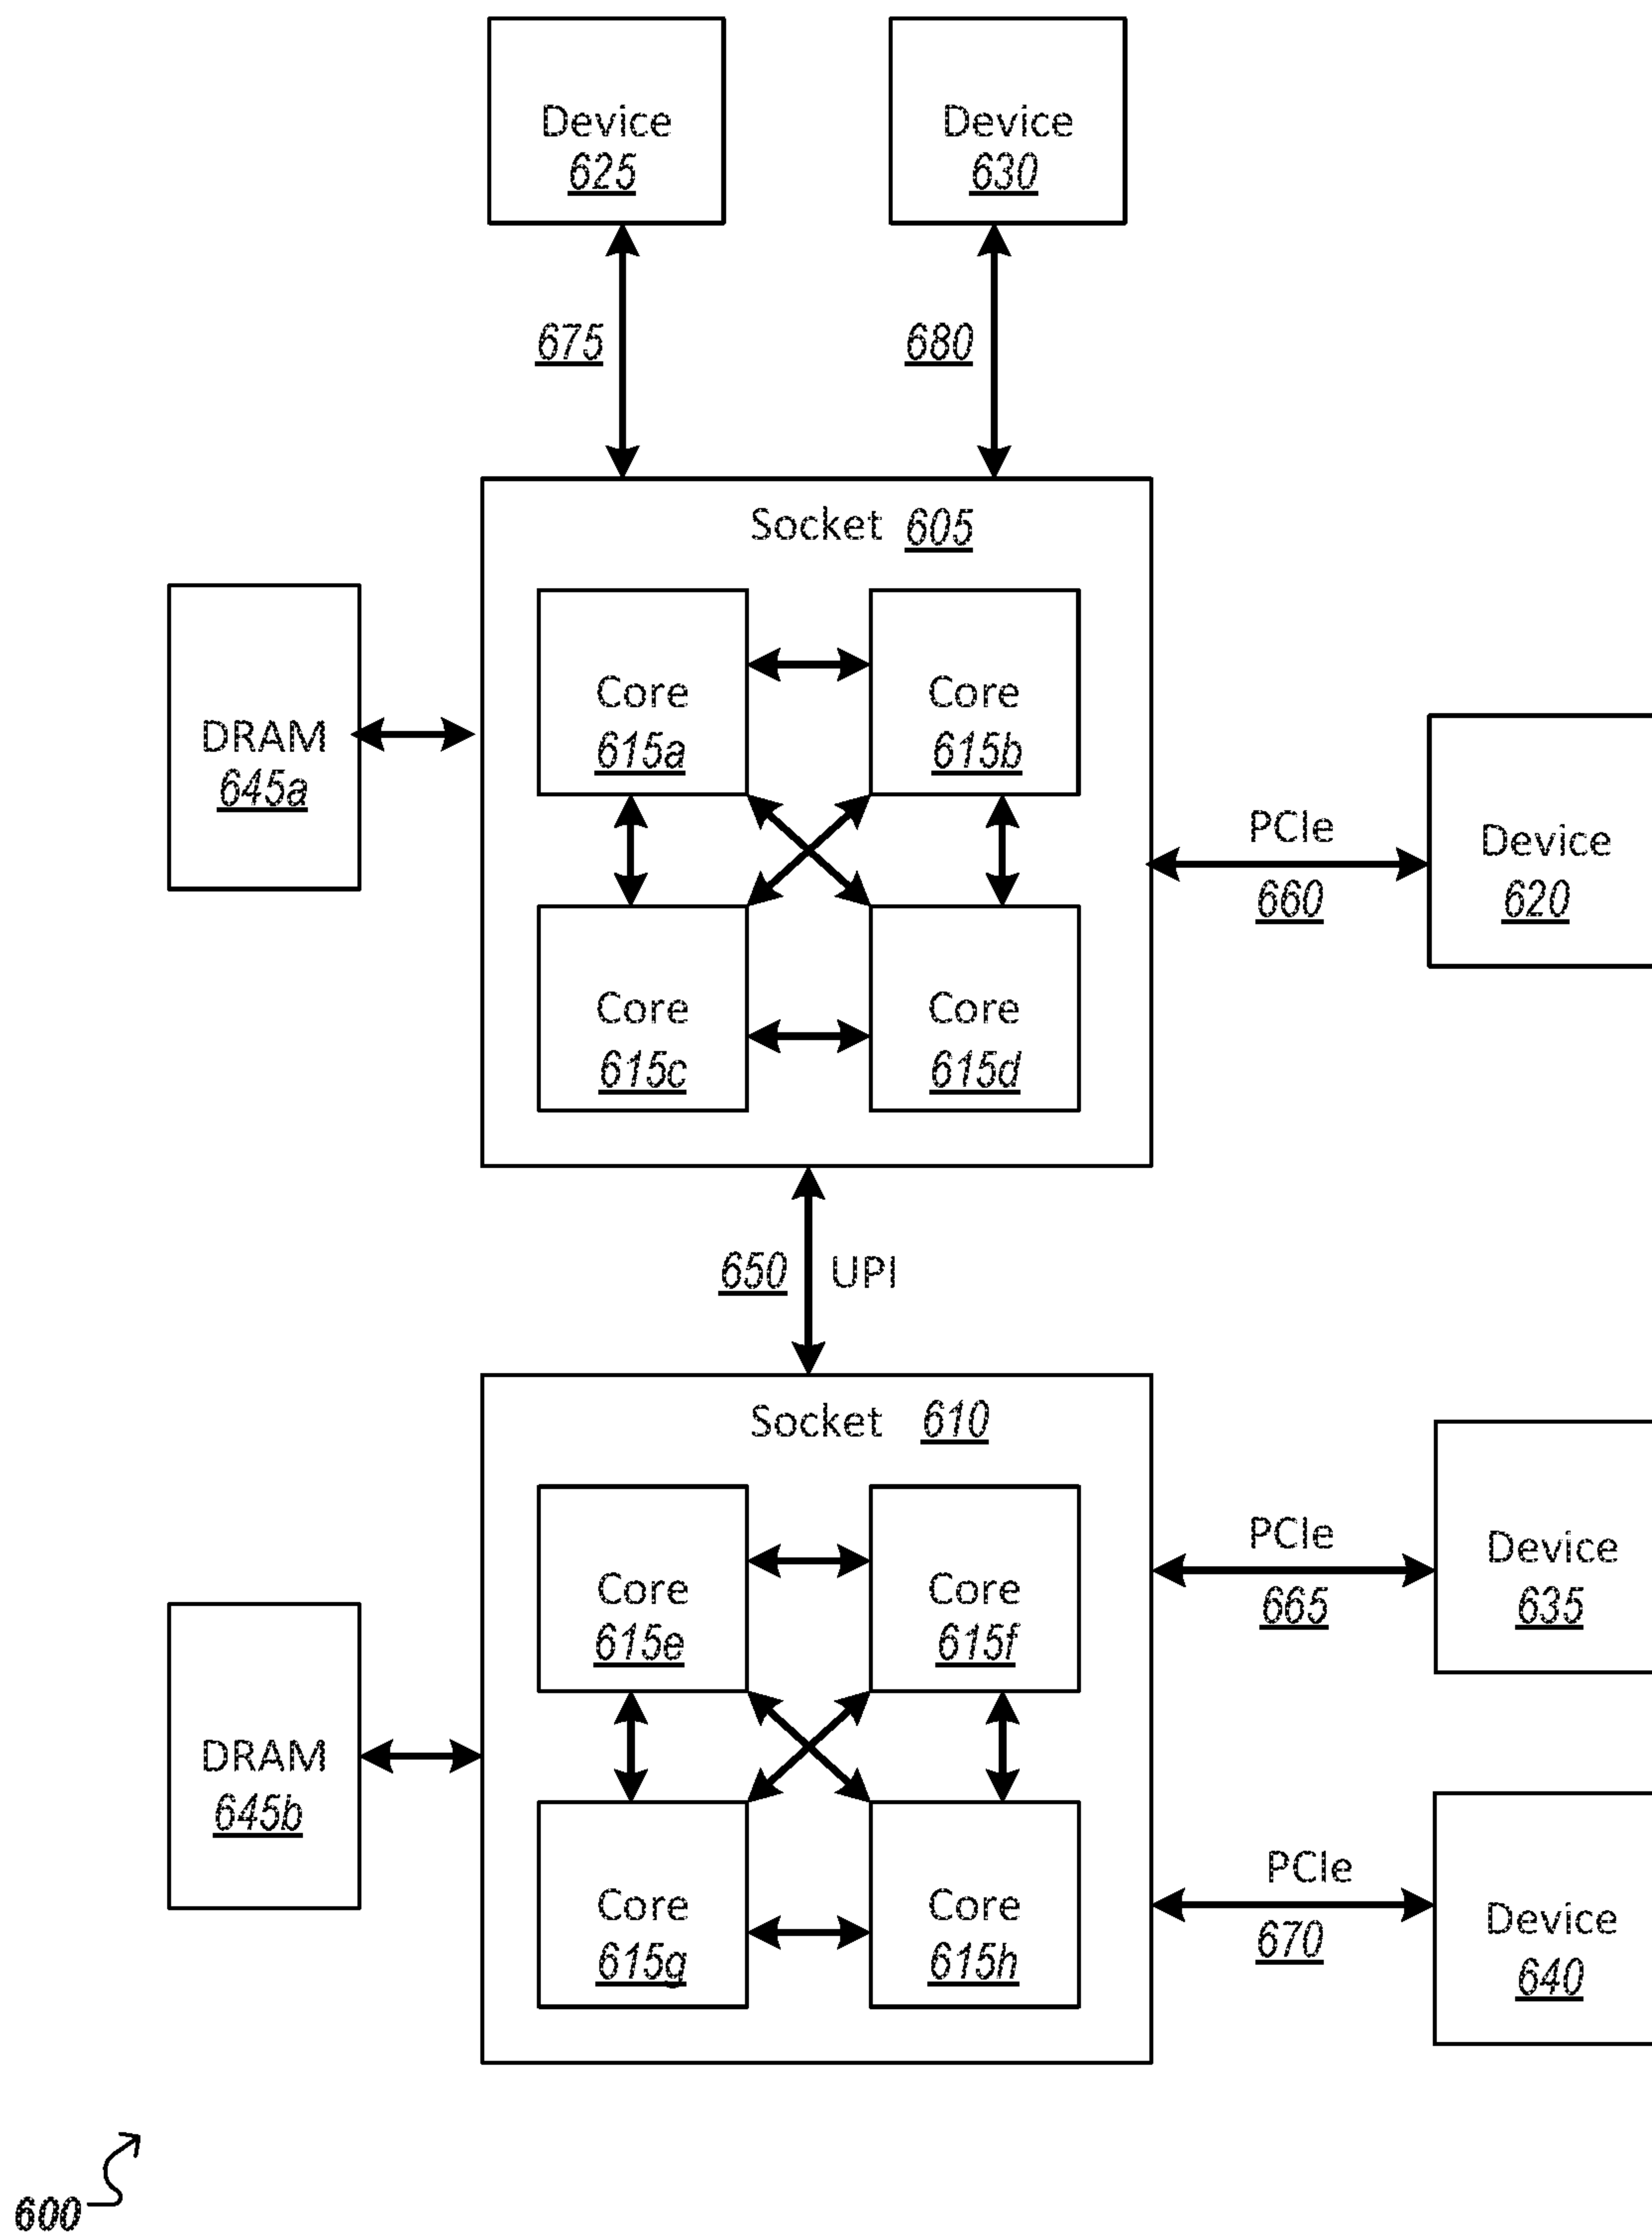 Device
625
Device
630
675
680
Socket 605
Core
615a
Core
615b
DRAM
645a
PCIe
660
Device
620
Core
615c
Core
615d
650 UPI
Socket 610
Core
615e
Core
615f
PCIe
665
Device
635
DRAM
645b
Core
615g
Core
615h
PCIe
670
Device
640
600